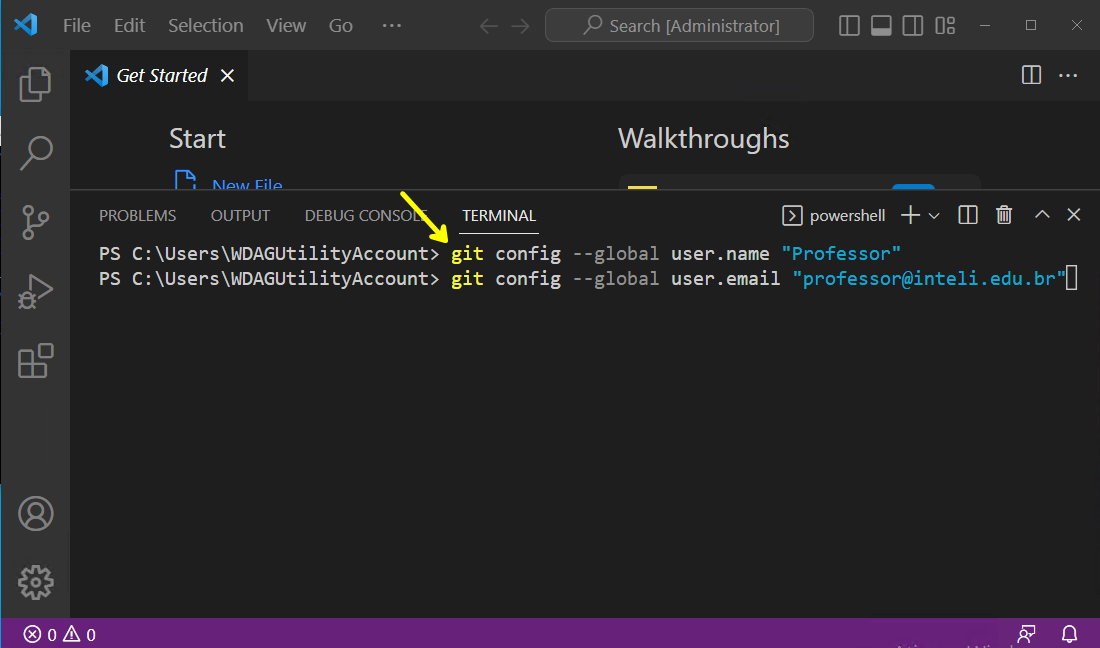 File Edit Selection View Go ··· Search [Administrator]
Get Started
Start
Walkthroughs
New File
PROBLEMS OUTPUT DEBUG CONSOLE TERMINAL powershell
PS C:\Users\WDAGUtilityAccount> git config --global user.name "Professor"
PS C:\Users\WDAGUtilityAccount> git config --global user.email "professor@inteli.edu.br"
0 0